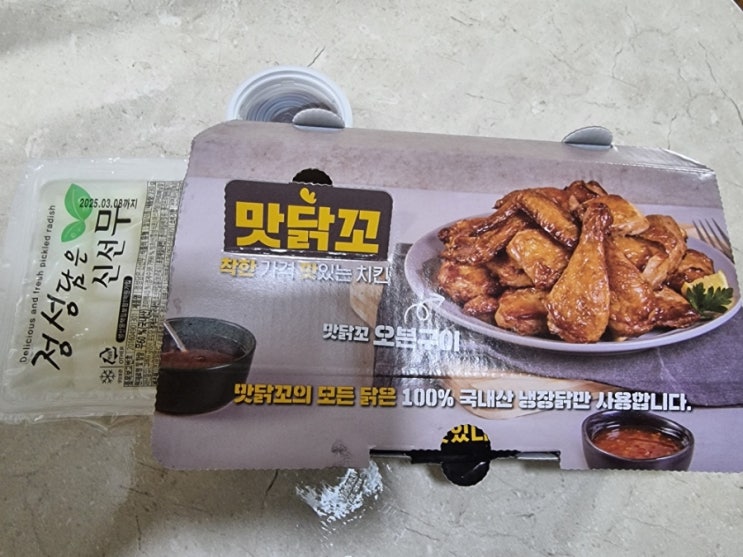 맛닭꼬
착한 가격 맛있는 치킨
맛닭꼬 오븐구이
맛닭꼬의 모든 닭은 100% 국내산 냉장닭만 사용합니다.
맛있는
2025.03.08까지
Delicious and fresh pickled radish
정성담은
신선무